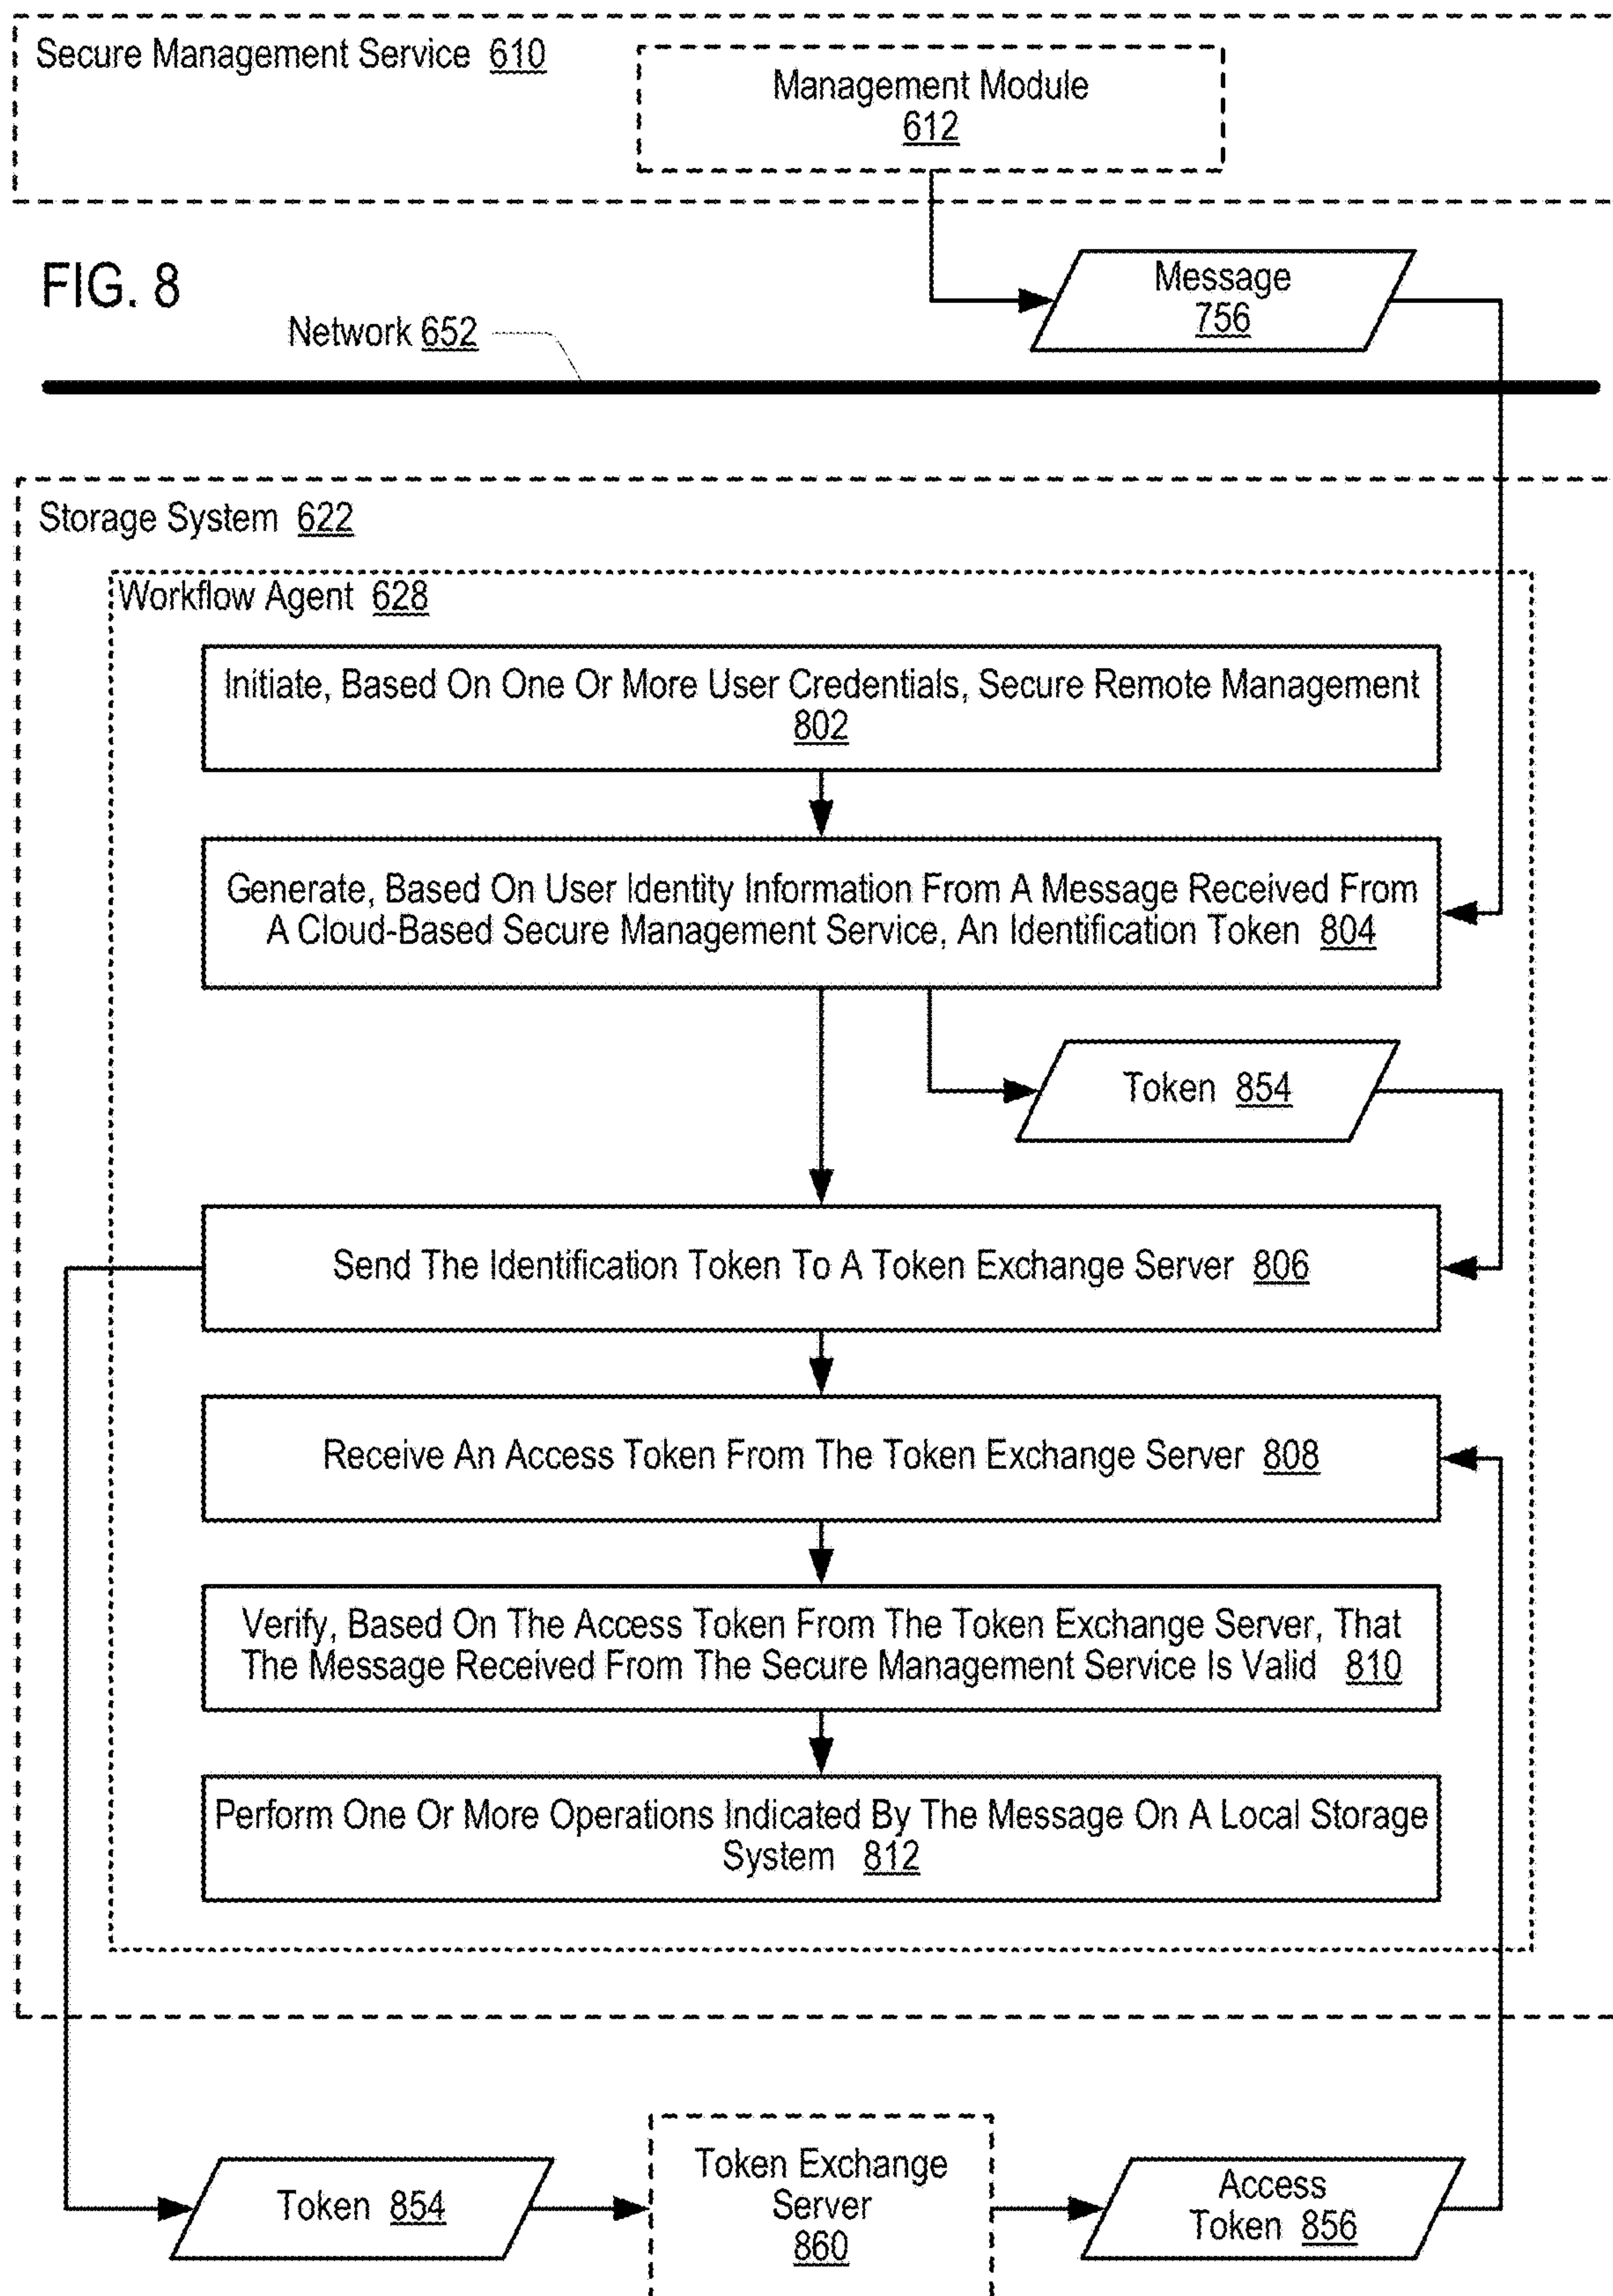 Secure Management Service 610
Management Module
612
FIG. 8
Message
756
Network 652
Storage System 622
Workflow Agent 628
Initiate, Based On One Or More User Credentials, Secure Remote Management
802
Generate, Based On User Identity Information From A Message Received From
A Cloud-Based Secure Management Service, An Identification Token 804
Token 854
Send The Identification Token To A Token Exchange Server 806
Receive An Access Token From The Token Exchange Server 808
Verify, Based On The Access Token From The Token Exchange Server, That
The Message Received From The Secure Management Service Is Valid 810
Perform One Or More Operations Indicated By The Message On A Local Storage
System 812
Token 854
Token Exchange
Server
860
Access
Token 856